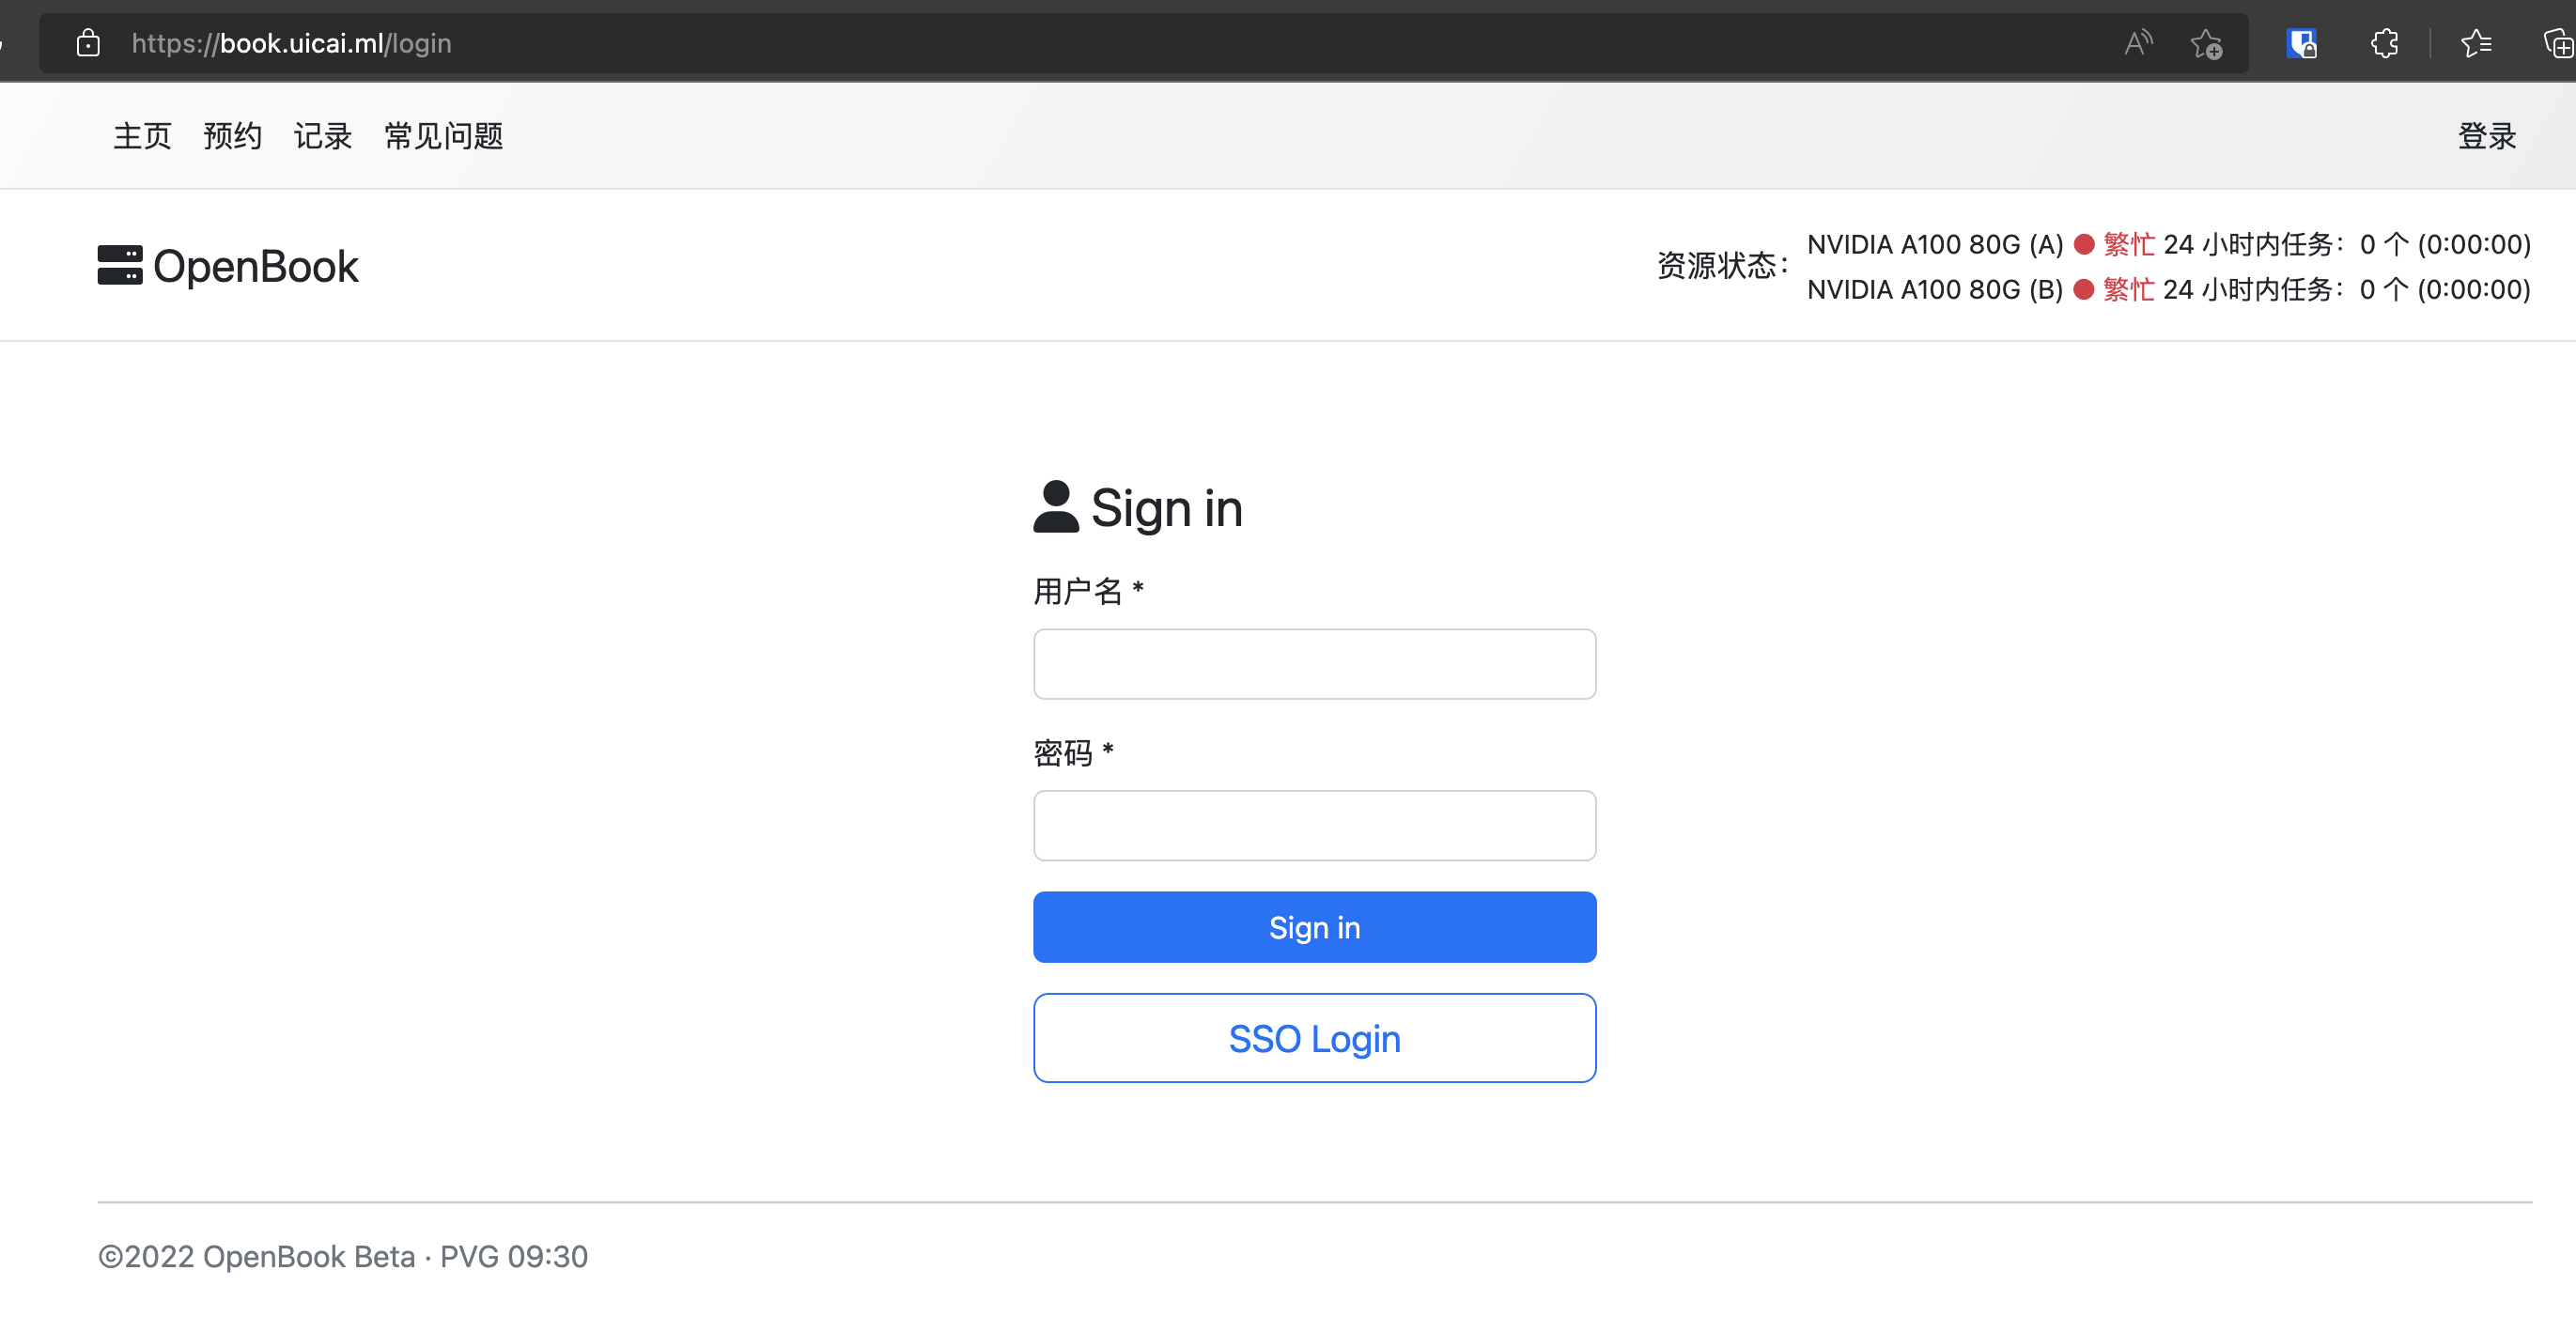 https://book.uicai.ml/login
主页 预约 记录 常见问题 登录
OpenBook
资源状态：
NVIDIA A100 80G (A) 繁忙 24 小时内任务：0 个 (0:00:00)
NVIDIA A100 80G (B) 繁忙 24 小时内任务：0 个 (0:00:00)
Sign in
用户名 *
密码 *
Sign in
SSO Login
©2022 OpenBook Beta · PVG 09:30